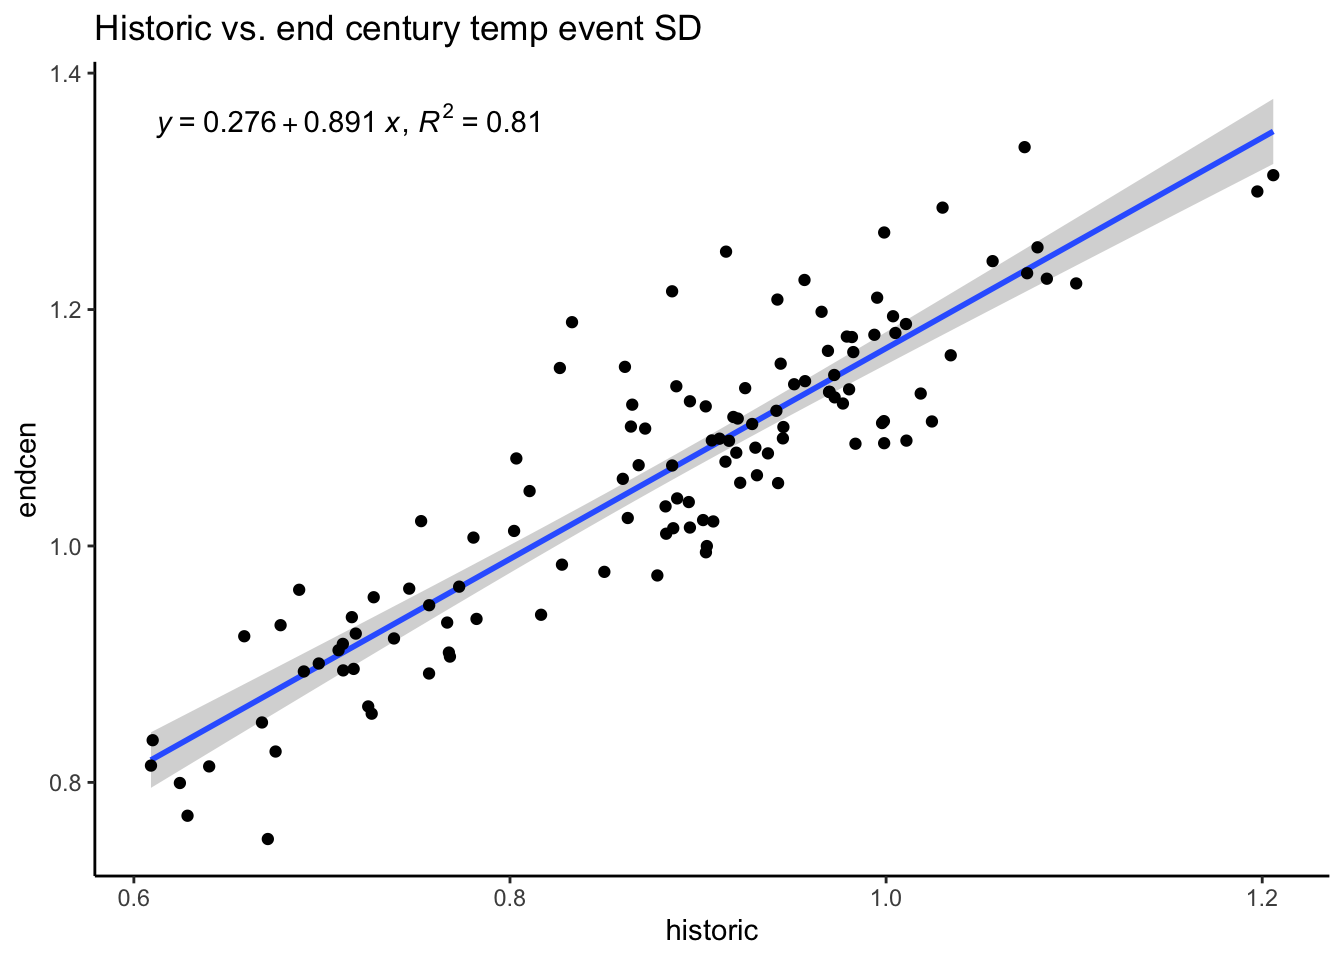 Historic vs. end century temp event SD
y = 0.276 + 0.891 x, R² = 0.81
1.4
1.2
1.0
0.8
endcen
0.6 0.8 1.0 1.2
historic